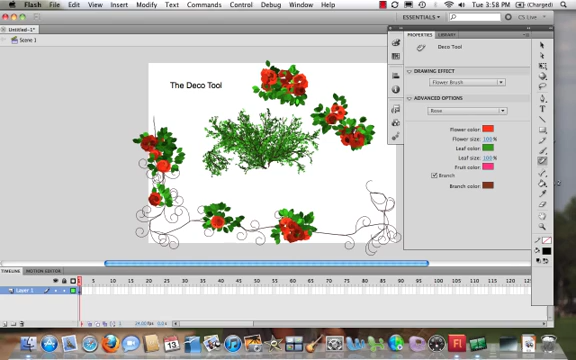 Flash File Edit View Insert Modify Text Commands Control Debug Window Tue 3:58 PM (Charged)
ESSENTIALS CS Live
Untitled-1*
Scene 1
PROPERTIES LIBRARY
Deco Tool
The Deco Tool
DRAWING EFFECT
Flower Brush
ADVANCED OPTIONS
Rose
Flower color:
Flower size: 100 %
Leaf color:
Leaf size: 100 %
Fruit color:
Branch
Branch color:
TIMELINE MOTION EDITOR
1 5 10 15 20 25 30 35 40 45 50 55 60 65 70 75 80 85 90 95 100 105 110 115 120 125
Layer 1